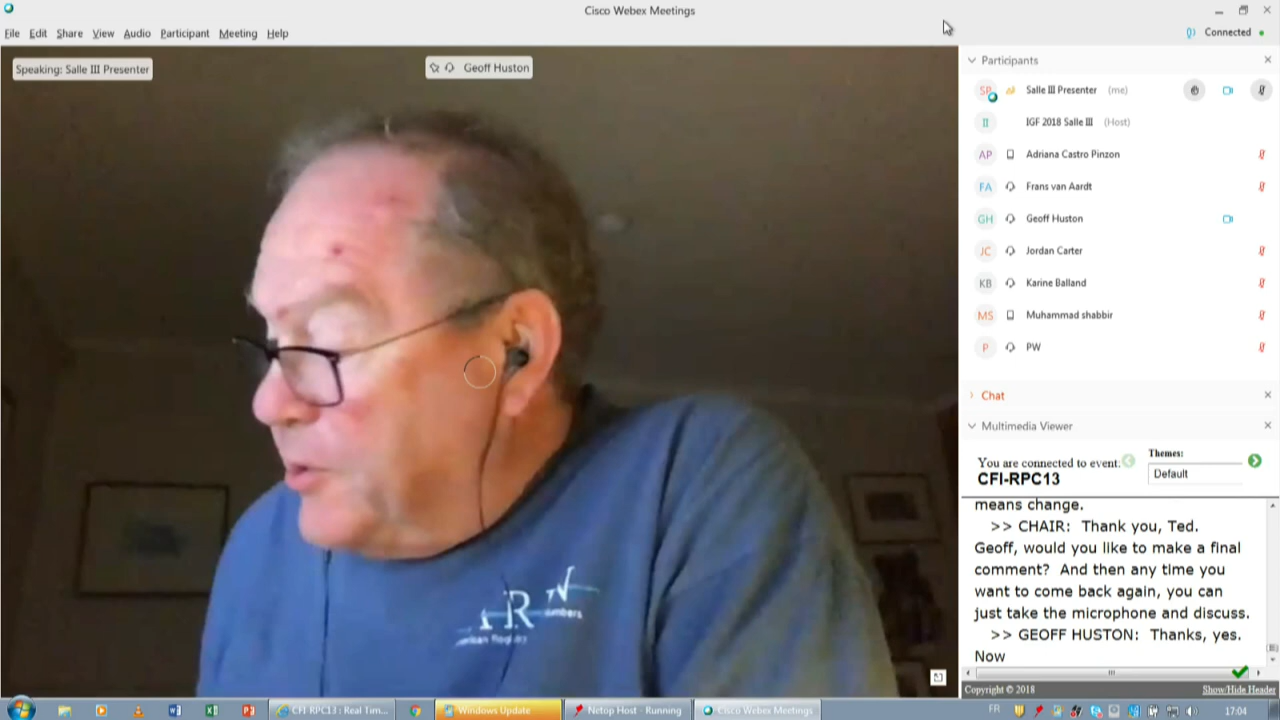 Cisco Webex Meetings
File Edit Share View Audio Participant Meeting Help
Connected
Speaking: Salle III Presenter
Geoff Huston
Participants
SP Salle III Presenter (me)
II IGF 2018 Salle III (Host)
AP Adriana Castro Pinzon
FA Frans van Aardt
GH Geoff Huston
JC Jordan Carter
KB Karine Balland
MS Muhammad shabbir
P PW
Chat
Multimedia Viewer
You are connected to event:
CFI-RPC13
Themes:
Default
means change.
>> CHAIR: Thank you, Ted.
Geoff, would you like to make a final
comment? And then any time you
want to come back again, you can
just take the microphone and discuss.
>> GEOFF HUSTON: Thanks, yes.
Now
Copyright © 2018
Show/Hide Header
CFI RPC13 : Real Tim...
Windows Update
Netop Host - Running
Cisco Webex Meetings
FR
17:04